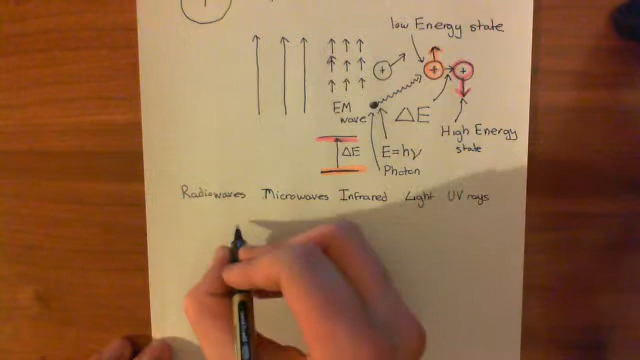 low Energy state
+
+
+
EM
wave
ΔE
High Energy
state
ΔE
E=hν
Photon
Radiowaves Microwaves Infrared Light UV rays